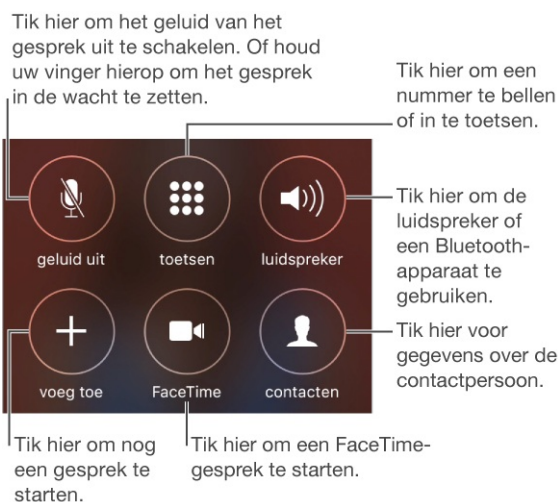 Tik hier om het geluid van het
gesprek uit te schakelen. Of houd
uw vinger hierop om het gesprek
in de wacht te zetten.
Tik hier om een
nummer te bellen
of in te toetsen.
geluid uit
toetsen
luidspreker
Tik hier om de
luidspreker of
een Bluetooth-
apparaat te
gebruiken.
voeg toe
FaceTime
contacten
Tik hier voor
gegevens over de
contactpersoon.
Tik hier om nog
een gesprek te
starten.
Tik hier om een FaceTime-
gesprek te starten.